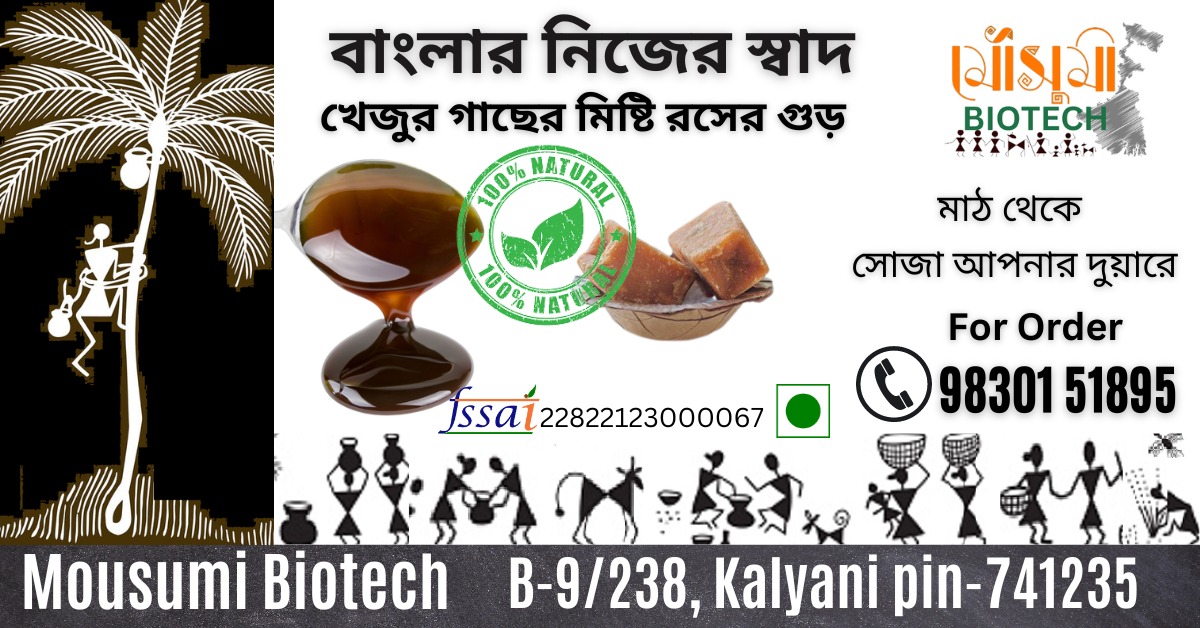 বাংলার নিজের স্বাদ
খেজুর গাছের মিষ্টি রসের গুড়
মৌসুমী
BIOTECH
100% NATURAL
100% NATURAL
মাঠ থেকে
সোজা আপনার দুয়ারে
For Order
98301 51895
fssai 22822123000067
Mousumi Biotech
B-9/238, Kalyani pin-741235